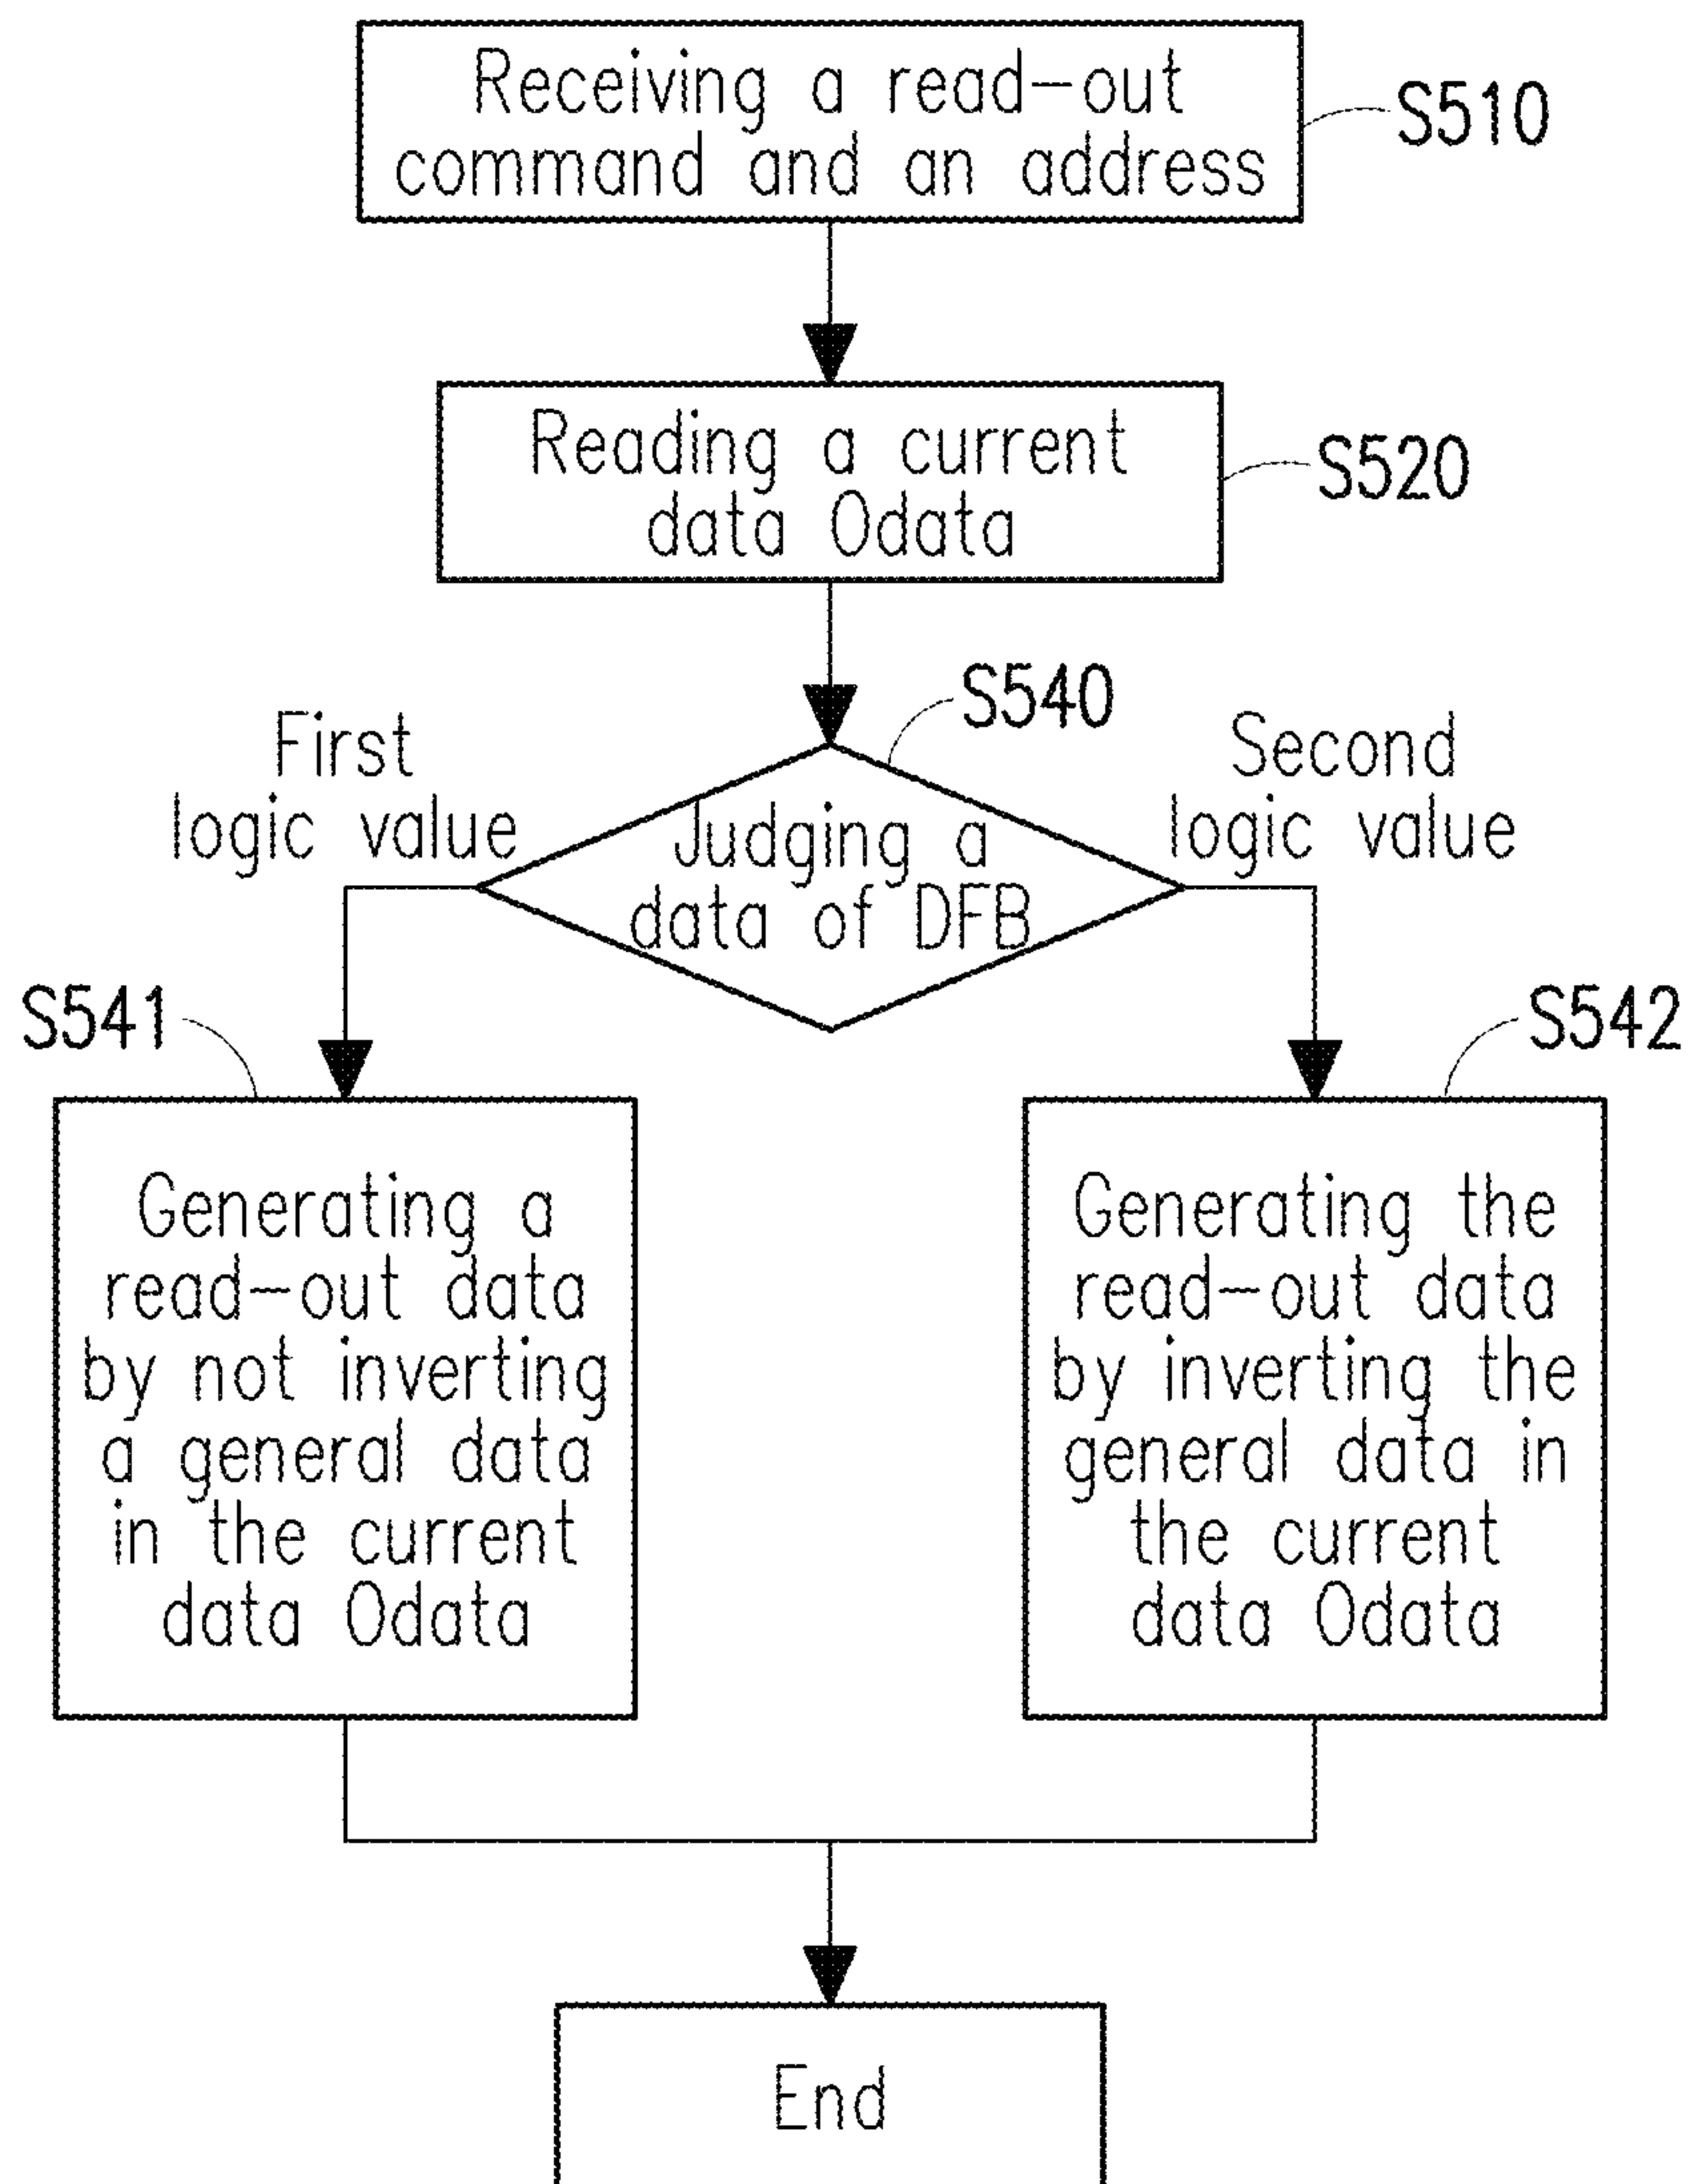 Receiving a read-out
command and an address
S510
Reading a current
data Odata
S520
S540
First
logic value
Judging a
data of DFB
Second
logic value
S541
S542
Generating a
read-out data
by not inverting
a general data
in the current
data Odata
Generating the
read-out data
by inverting the
general data in
the current
data Odata
End